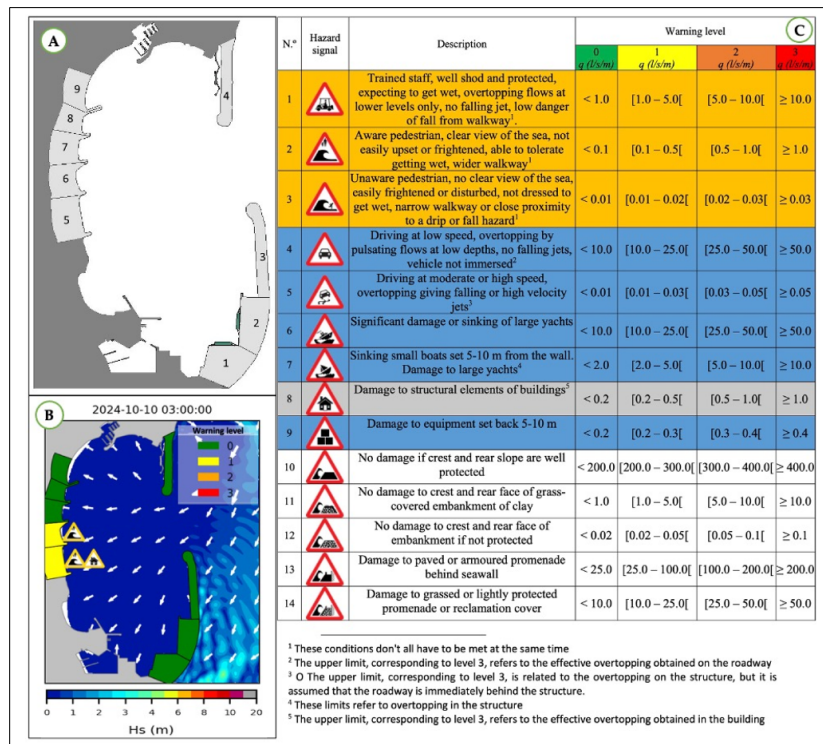 A
9
8
7
6
5
4
3
2
1
B
2024-10-10 03:00:00
Warning level
0
1
2
3
0 1 2 3 4 5 6 7 8 9 10 11 12 20
Hs (m)
C
N.º Hazard signal Description Warning level
0 1 2 3
q (l/s/m) q (l/s/m) q (l/s/m) q (l/s/m)
1 Trained staff, well shod and protected,
expecting to get wet, overtopping flows at
lower levels only, no falling jet, low danger
of fall from walkway¹.
< 1.0 [1.0 – 5.0[ [5.0 – 10.0[ ≥ 10.0
2 Aware pedestrian, clear view of the sea, not
easily upset or frightened, able to tolerate
getting wet, wider walkway¹
< 0.1 [0.1 – 0.5[ [0.5 – 1.0[ ≥ 1.0
3 Unaware pedestrian, no clear view of the sea,
easily frightened or disturbed, not dressed to
get wet, narrow walkway or close proximity
to a drip or fall hazard¹
< 0.01 [0.01 – 0.02[ [0.02 – 0.03[ ≥ 0.03
4 Driving at low speed, overtopping by
pulsating flows at low depths, no falling jets,
vehicle not immersed²
< 10.0 [10.0 – 25.0[ [25.0 – 50.0[ ≥ 50.0
5 Driving at moderate or high speed,
overtopping giving falling or high velocity
jets³
< 0.01 [0.01 – 0.03[ [0.03 – 0.05[ ≥ 0.05
6 Significant damage or sinking of large yachts
< 10.0 [10.0 – 25.0[ [25.0 – 50.0[ ≥ 50.0
7 Sinking small boats set 5-10 m from the wall.
Damage to large yachts⁴
< 2.0 [2.0 – 5.0[ [5.0 – 10.0[ ≥ 10.0
8 Damage to structural elements of buildings⁵
< 0.2 [0.2 – 0.5[ [0.5 – 1.0[ ≥ 1.0
9 Damage to equipment set back 5-10 m
< 0.2 [0.2 – 0.3[ [0.3 – 0.4[ ≥ 0.4
10 No damage if crest and rear slope are well
protected
< 200.0 [200.0 – 300.0[ [300.0 – 400.0[ ≥ 400.0
11 No damage to crest and rear face of grass-
covered embankment of clay
< 1.0 [1.0 – 5.0[ [5.0 – 10.0[ ≥ 10.0
12 No damage to crest and rear face of
embankment if not protected
< 0.02 [0.02 – 0.05[ [0.05 – 0.1[ ≥ 0.1
13 Damage to paved or armoured promenade
behind seawall
< 25.0 [25.0 – 100.0[ [100.0 – 200.0[ ≥ 200.0
14 Damage to grassed or lightly protected
promenade or reclamation cover
< 10.0 [10.0 – 25.0[ [25.0 – 50.0[ ≥ 50.0
¹ These conditions don't all have to be met at the same time
² The upper limit, corresponding to level 3, refers to the effective overtopping obtained on the roadway
³ O The upper limit, corresponding to level 3, is related to the overtopping on the structure, but it is
assumed that the roadway is immediately behind the structure.
⁴ These limits refer to overtopping in the structure
⁵ The upper limit, corresponding to level 3, refers to the effective overtopping obtained in the building